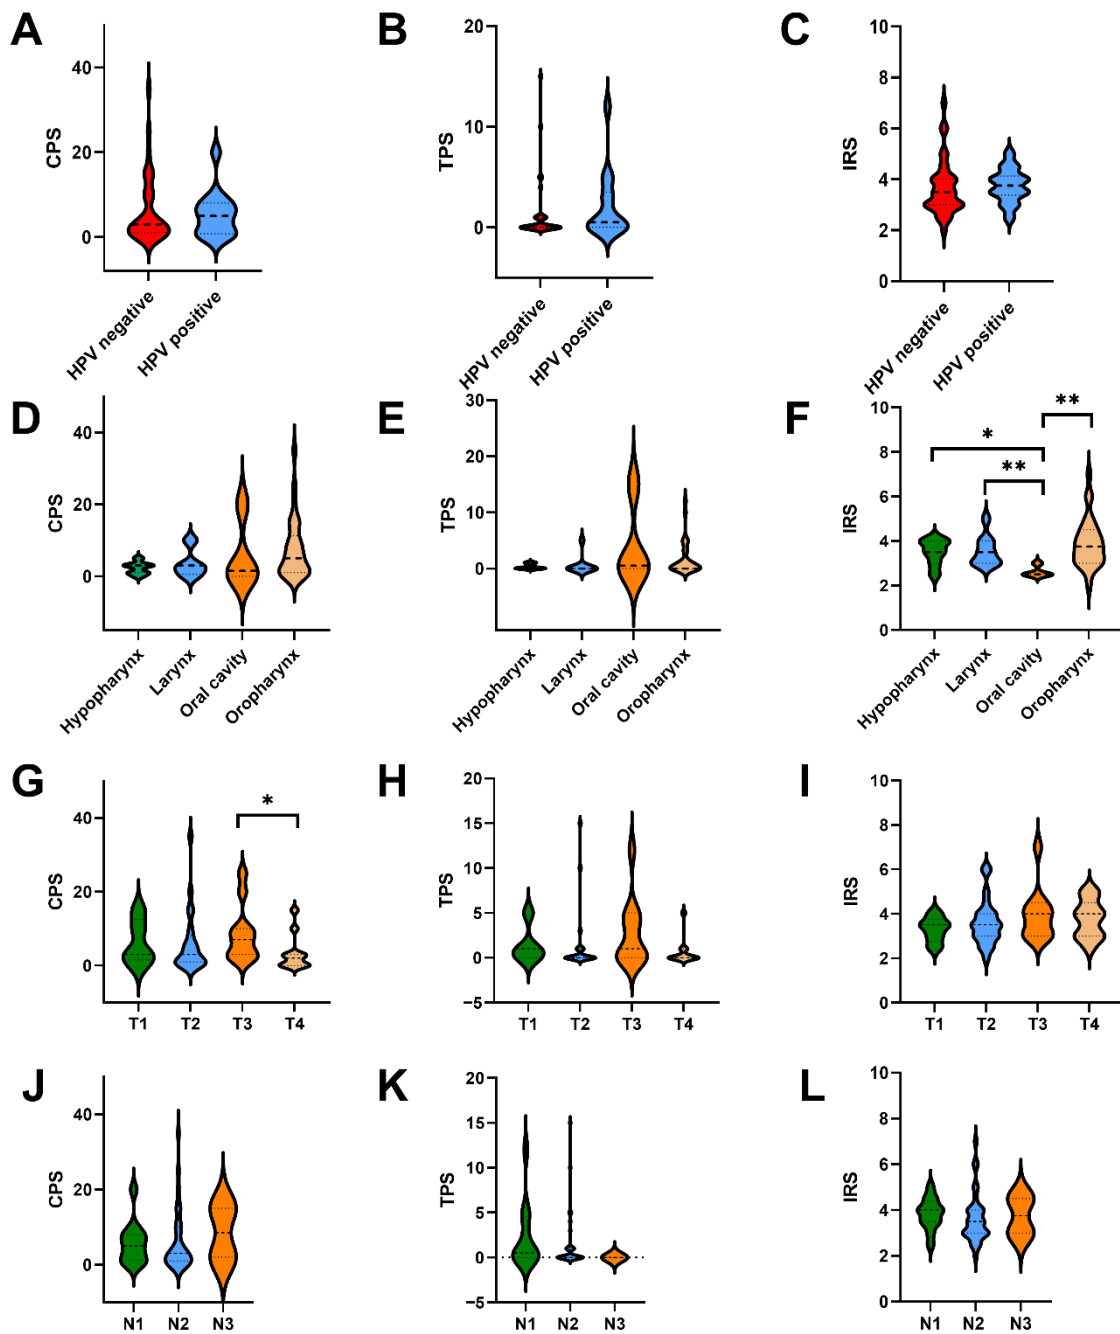 A
CPS
40
20
0
HPV negative
HPV positive
B
TPS
20
10
0
HPV negative
HPV positive
C
IRS
10
8
6
4
2
0
HPV negative
HPV positive
D
CPS
40
20
0
Hypopharynx
Larynx
Oral cavity
Oropharynx
E
TPS
30
20
10
0
Hypopharynx
Larynx
Oral cavity
Oropharynx
F
IRS
10
8
6
4
2
0
*
**
**
Hypopharynx
Larynx
Oral cavity
Oropharynx
G
CPS
40
20
0
*
T1 T2 T3 T4
H
TPS
20
15
10
5
0
−5
T1 T2 T3 T4
I
IRS
10
8
6
4
2
0
T1 T2 T3 T4
J
CPS
40
20
0
N1 N2 N3
K
TPS
20
15
10
5
0
−5
N1 N2 N3
L
IRS
10
8
6
4
2
0
N1 N2 N3